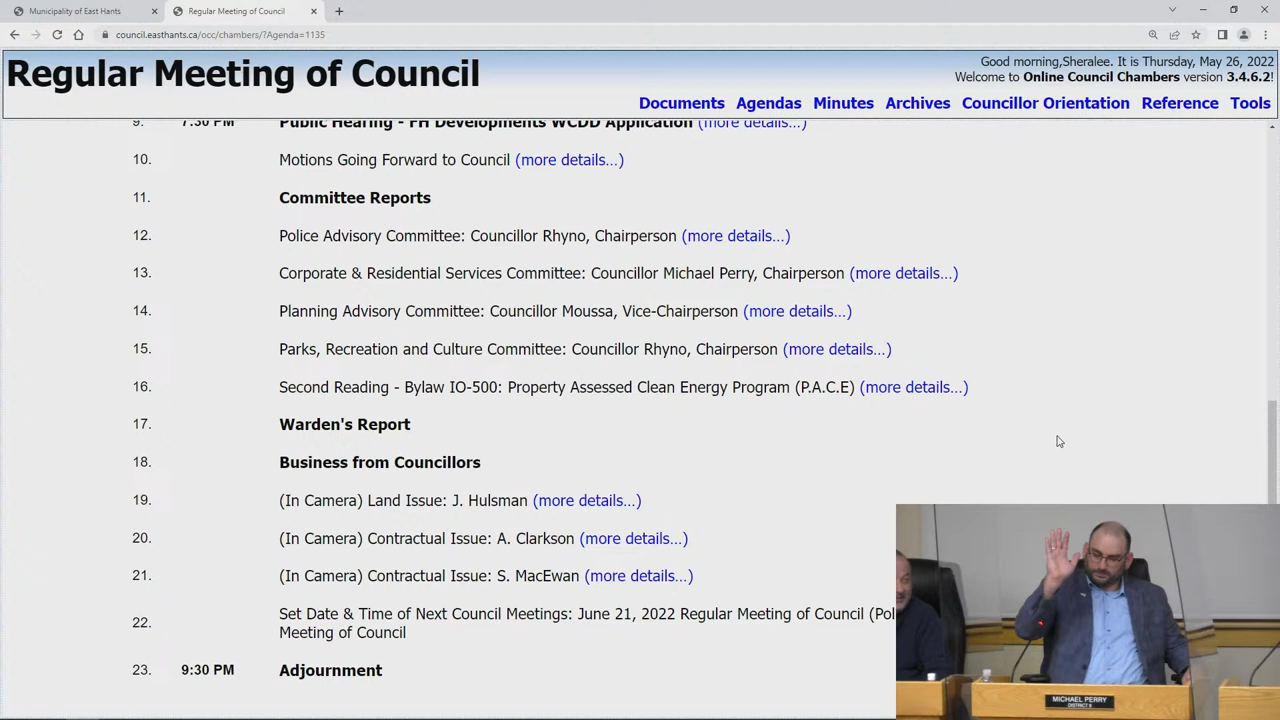 Municipality of East Hants
Regular Meeting of Council
council.easthants.ca/occ/chambers/?Agenda=1135
Regular Meeting of Council
Good morning,Sheralee. It is Thursday, May 26, 2022
Welcome to Online Council Chambers version 3.4.6.2!
Documents Agendas Minutes Archives Councillor Orientation Reference Tools
9. 7:30 PM Public Hearing - FH Developments WCDD Application (more details...)
10. Motions Going Forward to Council (more details...)
11. Committee Reports
12. Police Advisory Committee: Councillor Rhyno, Chairperson (more details...)
13. Corporate & Residential Services Committee: Councillor Michael Perry, Chairperson (more details...)
14. Planning Advisory Committee: Councillor Moussa, Vice-Chairperson (more details...)
15. Parks, Recreation and Culture Committee: Councillor Rhyno, Chairperson (more details...)
16. Second Reading - Bylaw IO-500: Property Assessed Clean Energy Program (P.A.C.E) (more details...)
17. Warden's Report
18. Business from Councillors
19. (In Camera) Land Issue: J. Hulsman (more details...)
20. (In Camera) Contractual Issue: A. Clarkson (more details...)
21. (In Camera) Contractual Issue: S. MacEwan (more details...)
22. Set Date & Time of Next Council Meetings: June 21, 2022 Regular Meeting of Council (Pol
Meeting of Council
23. 9:30 PM Adjournment
MICHAEL PERRY